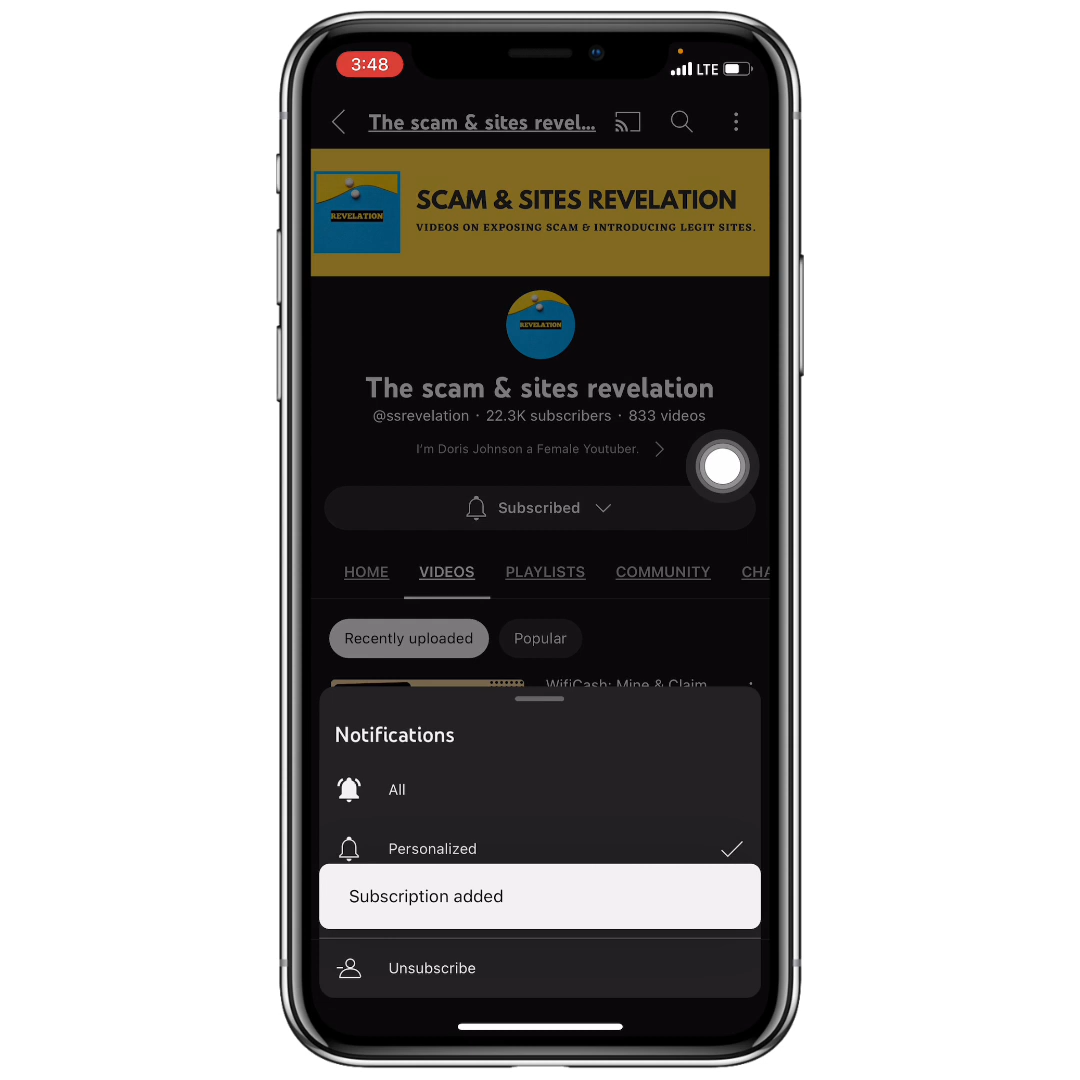 3:48
LTE
The scam & sites revel...
REVELATION
SCAM & SITES REVELATION
VIDEOS ON EXPOSING SCAM & INTRODUCING LEGIT SITES.
REVELATION
The scam & sites revelation
@ssrevelation · 22.3K subscribers · 833 videos
I'm Doris Johnson a Female Youtuber.
Subscribed
HOME VIDEOS PLAYLISTS COMMUNITY CHA
Recently uploaded Popular
WifiCash: Mine & Claim
Notifications
All
Personalized
Subscription added
Unsubscribe